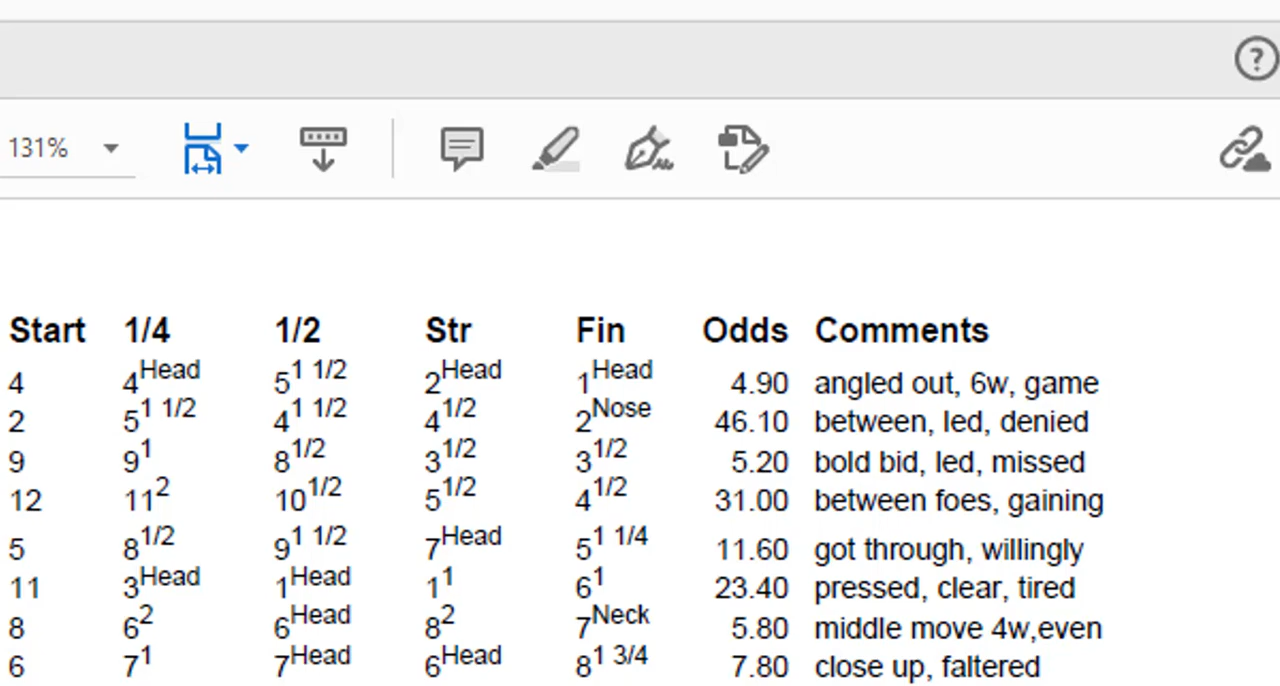 ?
131%
Start 1/4 1/2 Str Fin Odds Comments
4 4Head 51 1/2 2Head 1Head 4.90 angled out, 6w, game
2 51 1/2 41 1/2 41/2 2Nose 46.10 between, led, denied
9 91 81/2 31/2 31/2 5.20 bold bid, led, missed
12 112 101/2 51/2 41/2 31.00 between foes, gaining
5 81/2 91 1/2 7Head 51 1/4 11.60 got through, willingly
11 3Head 1Head 11 61 23.40 pressed, clear, tired
8 62 6Head 82 7Neck 5.80 middle move 4w,even
6 71 7Head 6Head 81 3/4 7.80 close up, faltered